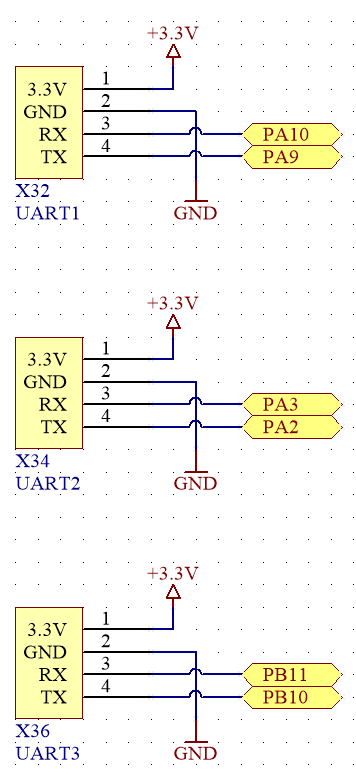 +3.3V
3.3V 1
GND 2
RX 3 PA10
TX 4 PA9
X32
UART1 GND
+3.3V
3.3V 1
GND 2
RX 3 PA3
TX 4 PA2
X34
UART2 GND
+3.3V
3.3V 1
GND 2
RX 3 PB11
TX 4 PB10
X36
UART3 GND